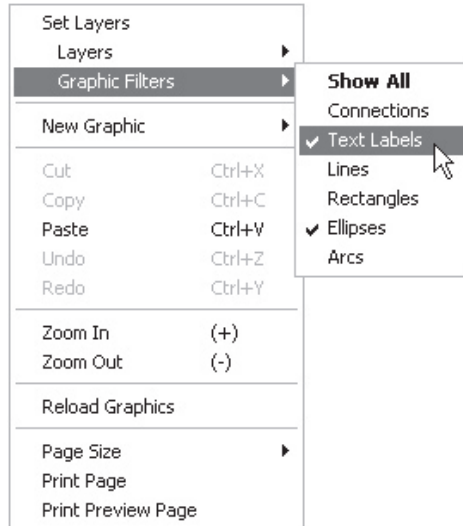 Set Layers
Layers
Graphic Filters
New Graphic
Cut Ctrl+X
Copy Ctrl+C
Paste Ctrl+V
Undo Ctrl+Z
Redo Ctrl+Y
Zoom In (+)
Zoom Out (-)
Reload Graphics
Page Size
Print Page
Print Preview Page
Show All
Connections
Text Labels
Lines
Rectangles
Ellipses
Arcs